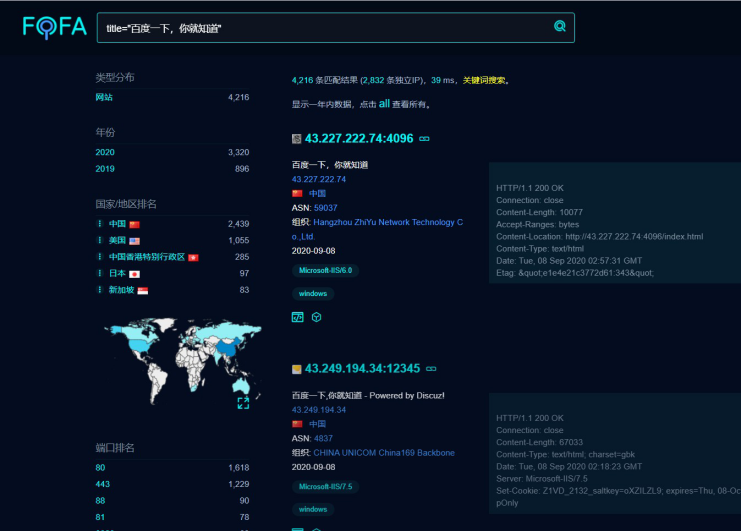 FOFA
title="百度一下，你就知道"
类型分布
网站 4,216
年份
2020 3,320
2019 896
国家/地区排名
中国 2,439
美国 1,055
中国香港特别行政区 285
日本 97
新加坡 83
端口排名
80 1,618
443 1,229
88 90
81 78
4,216 条匹配结果 (2,832 条独立IP)，39 ms，关键词搜索。
显示一年内数据，点击 all 查看所有。
43.227.222.74:4096
百度一下，你就知道
43.227.222.74
中国
ASN: 59037
组织: Hangzhou ZhiYu Network Technology C
o.,Ltd.
2020-09-08
Microsoft-IIS/6.0
windows
HTTP/1.1 200 OK
Connection: close
Content-Length: 10077
Accept-Ranges: bytes
Content-Location: http://43.227.222.74:4096/index.html
Content-Type: text/html
Date: Tue, 08 Sep 2020 02:57:31 GMT
Etag: &quot;e1e4e21c3772d61:343&quot;
43.249.194.34:12345
百度一下,你就知道 - Powered by Discuz!
43.249.194.34
中国
ASN: 4837
组织: CHINA UNICOM China169 Backbone
2020-09-08
Microsoft-IIS/7.5
windows
HTTP/1.1 200 OK
Connection: close
Content-Length: 67033
Content-Type: text/html; charset=gbk
Date: Tue, 08 Sep 2020 02:18:23 GMT
Server: Microsoft-IIS/7.5
Set-Cookie: Z1VD_2132_saltkey=oXZILZL9; expires=Thu, 08-Oc
pOnly